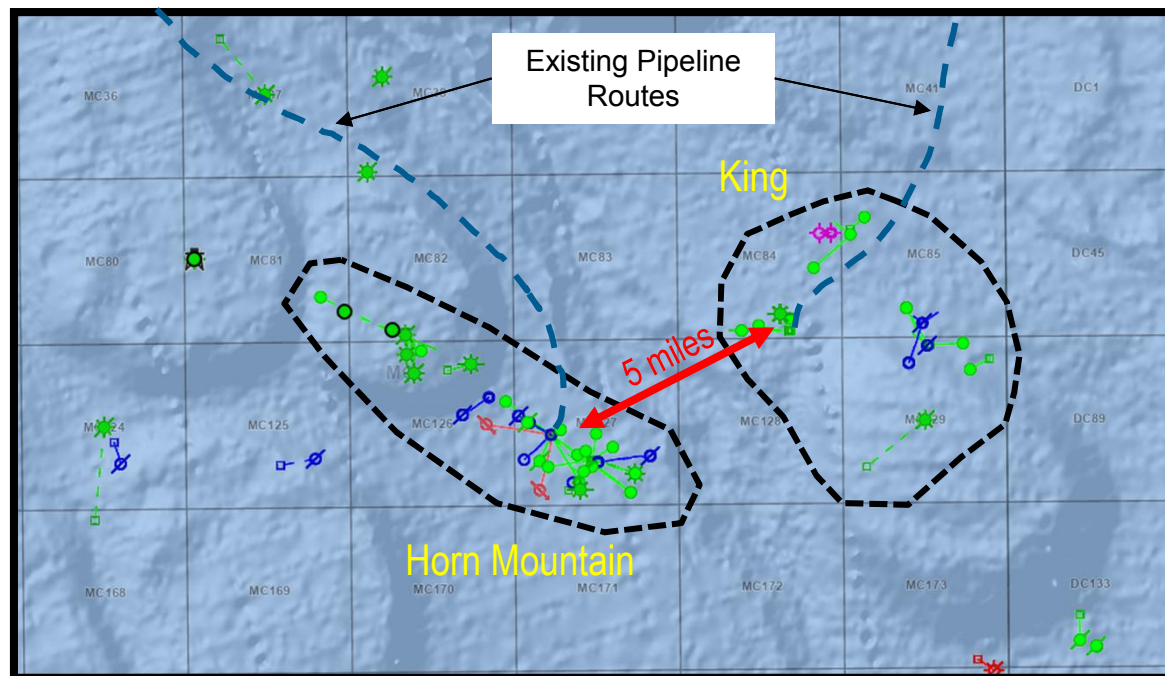 Existing Pipeline
Routes
MC36
MC41
DC1
King
MC80
MC81
MC82
MC83
MC84
MC85
DC45
5 miles
MC125
MC126
MC128
DC89
Horn Mountain
MC168
MC169
MC170
MC171
MC172
MC173
DC133